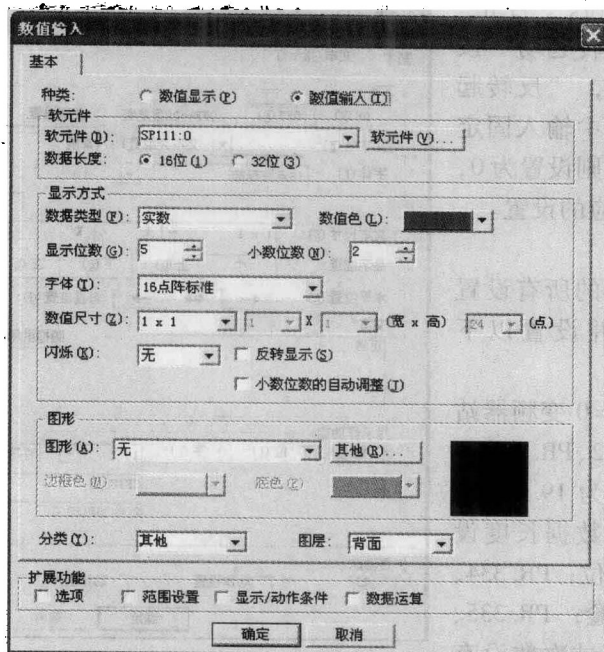 数值输入
基本
种类: 数值显示(P) 数值输入(I)
软元件
软元件(D): SP111:0 软元件(V)...
数据长度: 16位(1) 32位(3)
显示方式
数据类型(F): 实数 数值色(L):
显示位数(G): 5 小数位数(N): 2
字体(T): 16点阵标准
数值尺寸(Z): 1 x 1 1 X 1 (宽 x 高) 24 (点)
闪烁(K): 无 反转显示(S)
小数位数的自动调整(J)
图形
图形(A): 无 其他(R)...
边框色 底色
分类(Y): 其他 图层: 背面
扩展功能
选项 范围设置 显示/动作条件 数据运算
确定 取消